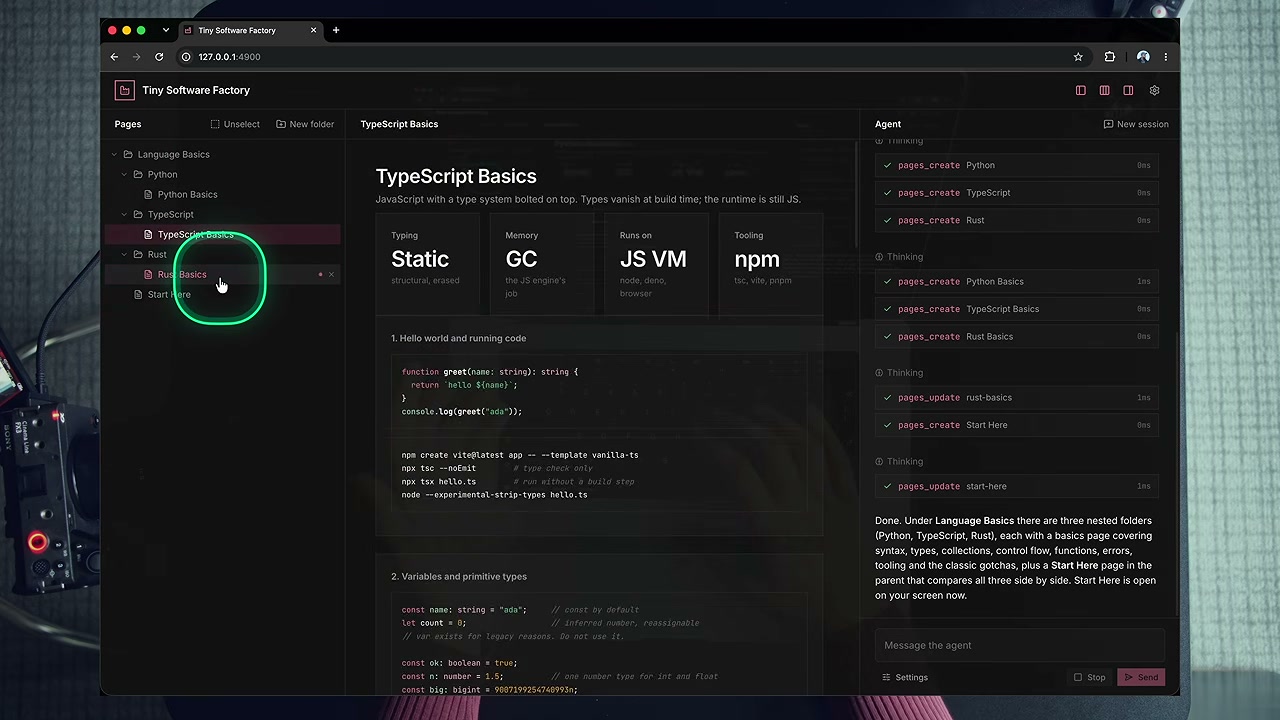 Tiny Software Factory
127.0.0.1:4900
Tiny Software Factory
Pages
Unselect
New folder
Language Basics
Python
Python Basics
TypeScript
TypeScript Basics
Rust
Rust Basics
Start Here
TypeScript Basics
TypeScript Basics
JavaScript with a type system bolted on top. Types vanish at build time; the runtime is still JS.
Typing
Static
structural, erased
Memory
GC
the JS engine's
job
Runs on
JS VM
node, deno,
browser
Tooling
npm
tsc, vite, pnpm
1. Hello world and running code
function greet(name: string): string {
  return `hello ${name}`;
}
console.log(greet("ada"));
npm create vite@latest app -- --template vanilla-ts
npx tsc --noEmit       # type check only
npx tsx hello.ts       # run without a build step
node --experimental-strip-types hello.ts
2. Variables and primitive types
const name: string = "ada";     // const by default
let count = 0;                  // inferred number, reassignable
// var exists for legacy reasons. Do not use it.
const ok: boolean = true;
const n: number = 1.5;          // one number type for int and float
const big: bigint = 9007199254740993n;
Agent
New session
Thinking
pages_create Python 0ms
pages_create TypeScript 0ms
pages_create Rust 0ms
Thinking
pages_create Python Basics 1ms
pages_create TypeScript Basics 0ms
pages_create Rust Basics 0ms
Thinking
pages_update rust-basics 1ms
pages_create Start Here 0ms
Thinking
pages_update start-here 1ms
Done. Under Language Basics there are three nested folders
(Python, TypeScript, Rust), each with a basics page covering
syntax, types, collections, control flow, functions, errors,
tooling and the classic gotchas, plus a Start Here page in the
parent that compares all three side by side. Start Here is open
on your screen now.
Message the agent
Settings
Stop
Send
SONY
Cinema Line
FX3